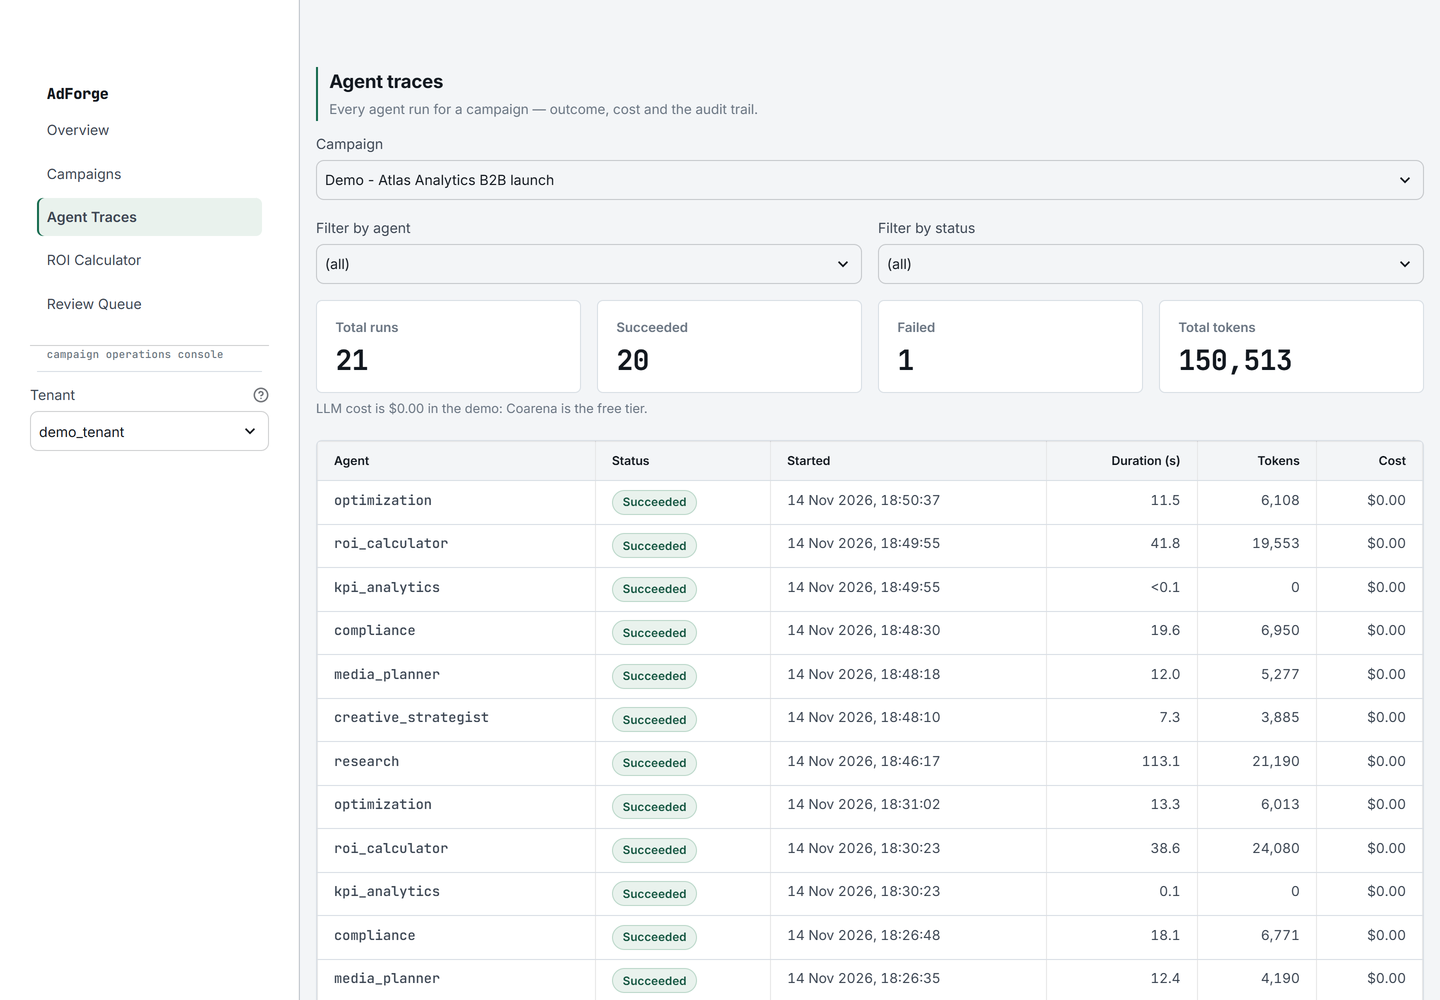 AdForge
Overview
Campaigns
Agent Traces
ROI Calculator
Review Queue
campaign operations console
Tenant
demo_tenant
Agent traces
Every agent run for a campaign — outcome, cost and the audit trail.
Campaign
Demo - Atlas Analytics B2B launch
Filter by agent Filter by status
(all) (all)
Total runs Succeeded Failed Total tokens
21 20 1 150,513
LLM cost is $0.00 in the demo: Coarena is the free tier.
Agent Status Started Duration (s) Tokens Cost
optimization Succeeded 14 Nov 2026, 18:50:37 11.5 6,108 $0.00
roi_calculator Succeeded 14 Nov 2026, 18:49:55 41.8 19,553 $0.00
kpi_analytics Succeeded 14 Nov 2026, 18:49:55 <0.1 0 $0.00
compliance Succeeded 14 Nov 2026, 18:48:30 19.6 6,950 $0.00
media_planner Succeeded 14 Nov 2026, 18:48:18 12.0 5,277 $0.00
creative_strategist Succeeded 14 Nov 2026, 18:48:10 7.3 3,885 $0.00
research Succeeded 14 Nov 2026, 18:46:17 113.1 21,190 $0.00
optimization Succeeded 14 Nov 2026, 18:31:02 13.3 6,013 $0.00
roi_calculator Succeeded 14 Nov 2026, 18:30:23 38.6 24,080 $0.00
kpi_analytics Succeeded 14 Nov 2026, 18:30:23 0.1 0 $0.00
compliance Succeeded 14 Nov 2026, 18:26:48 18.1 6,771 $0.00
media_planner Succeeded 14 Nov 2026, 18:26:35 12.4 4,190 $0.00